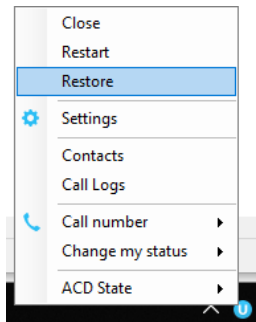 Close
Restart
Restore
Settings
Contacts
Call Logs
Call number
Change my status
ACD State
U